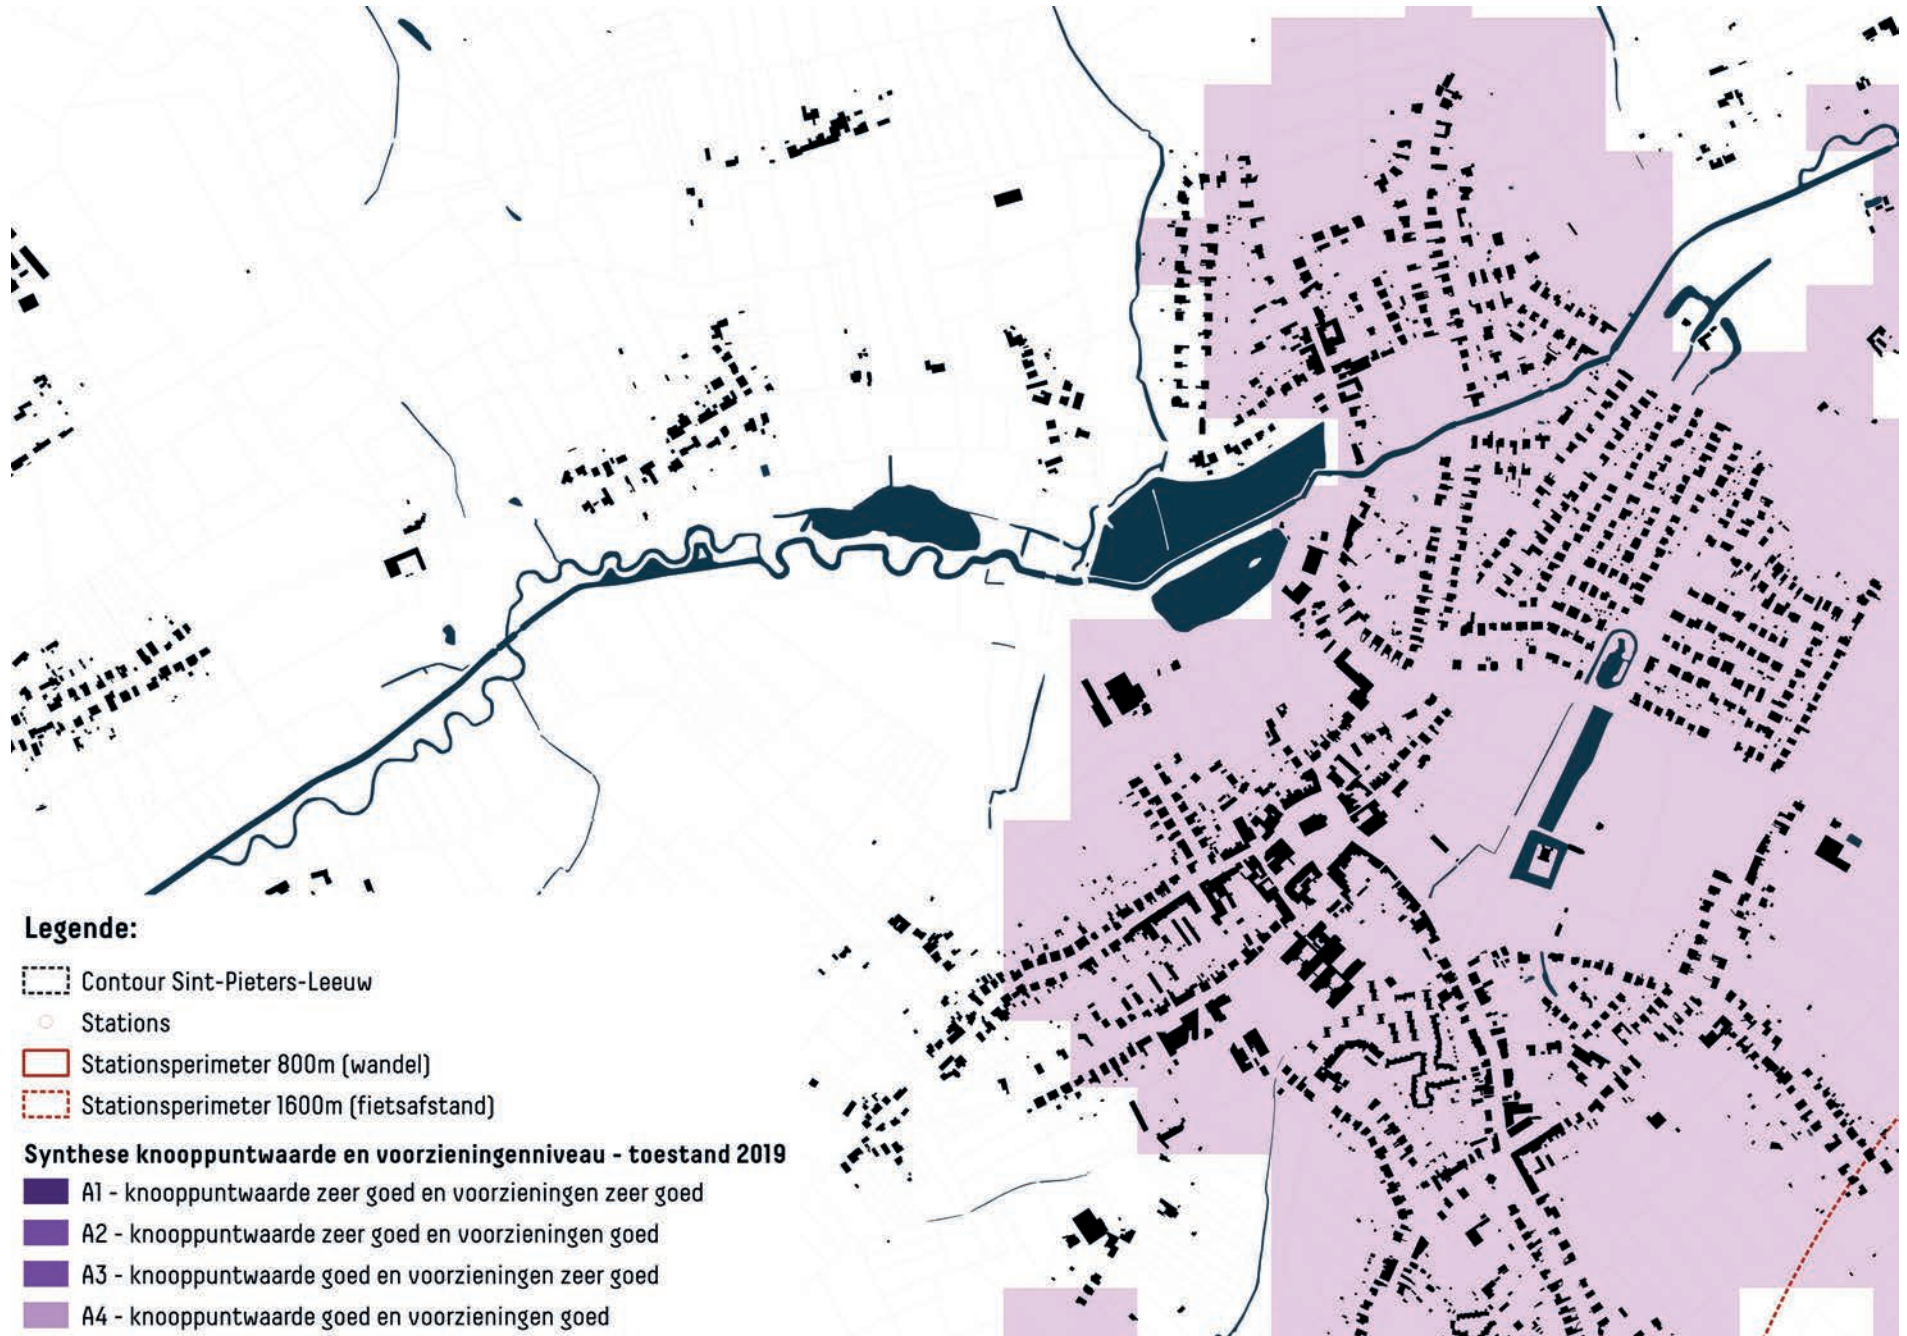 Legende:
Contour Sint-Pieters-Leeuw
Stations
Stationsperimeter 800m (wandel)
Stationsperimeter 1600m (fietsafstand)
Synthese knooppuntwaarde en voorzieningenniveau - toestand 2019
A1 - knooppuntwaarde zeer goed en voorzieningen zeer goed
A2 - knooppuntwaarde zeer goed en voorzieningen goed
A3 - knooppuntwaarde goed en voorzieningen zeer goed
A4 - knooppuntwaarde goed en voorzieningen goed